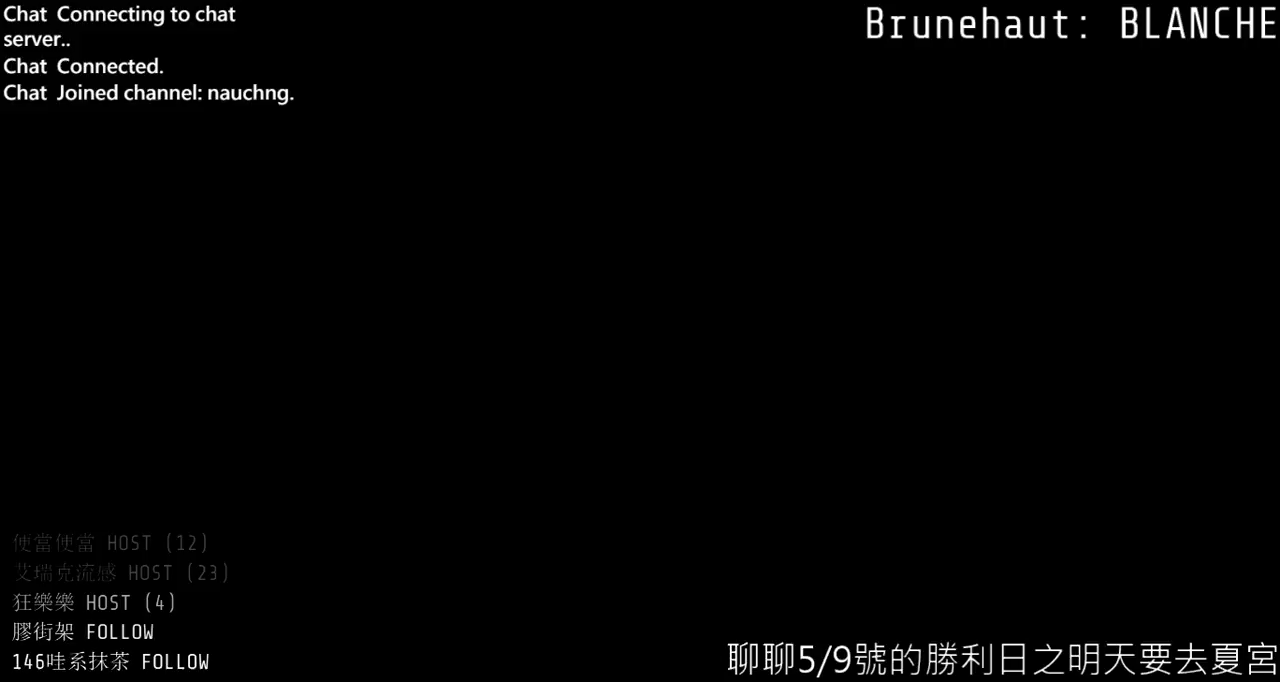 Chat Connecting to chat
server..
Chat Connected.
Chat Joined channel: nauchng.
Brunehaut: BLANCHE
便當便當 HOST (12)
艾瑞克流感 HOST (23)
狂樂樂 HOST (4)
膠街架 FOLLOW
146哇系抹茶 FOLLOW
聊聊5/9號的勝利日之明天要去夏宮